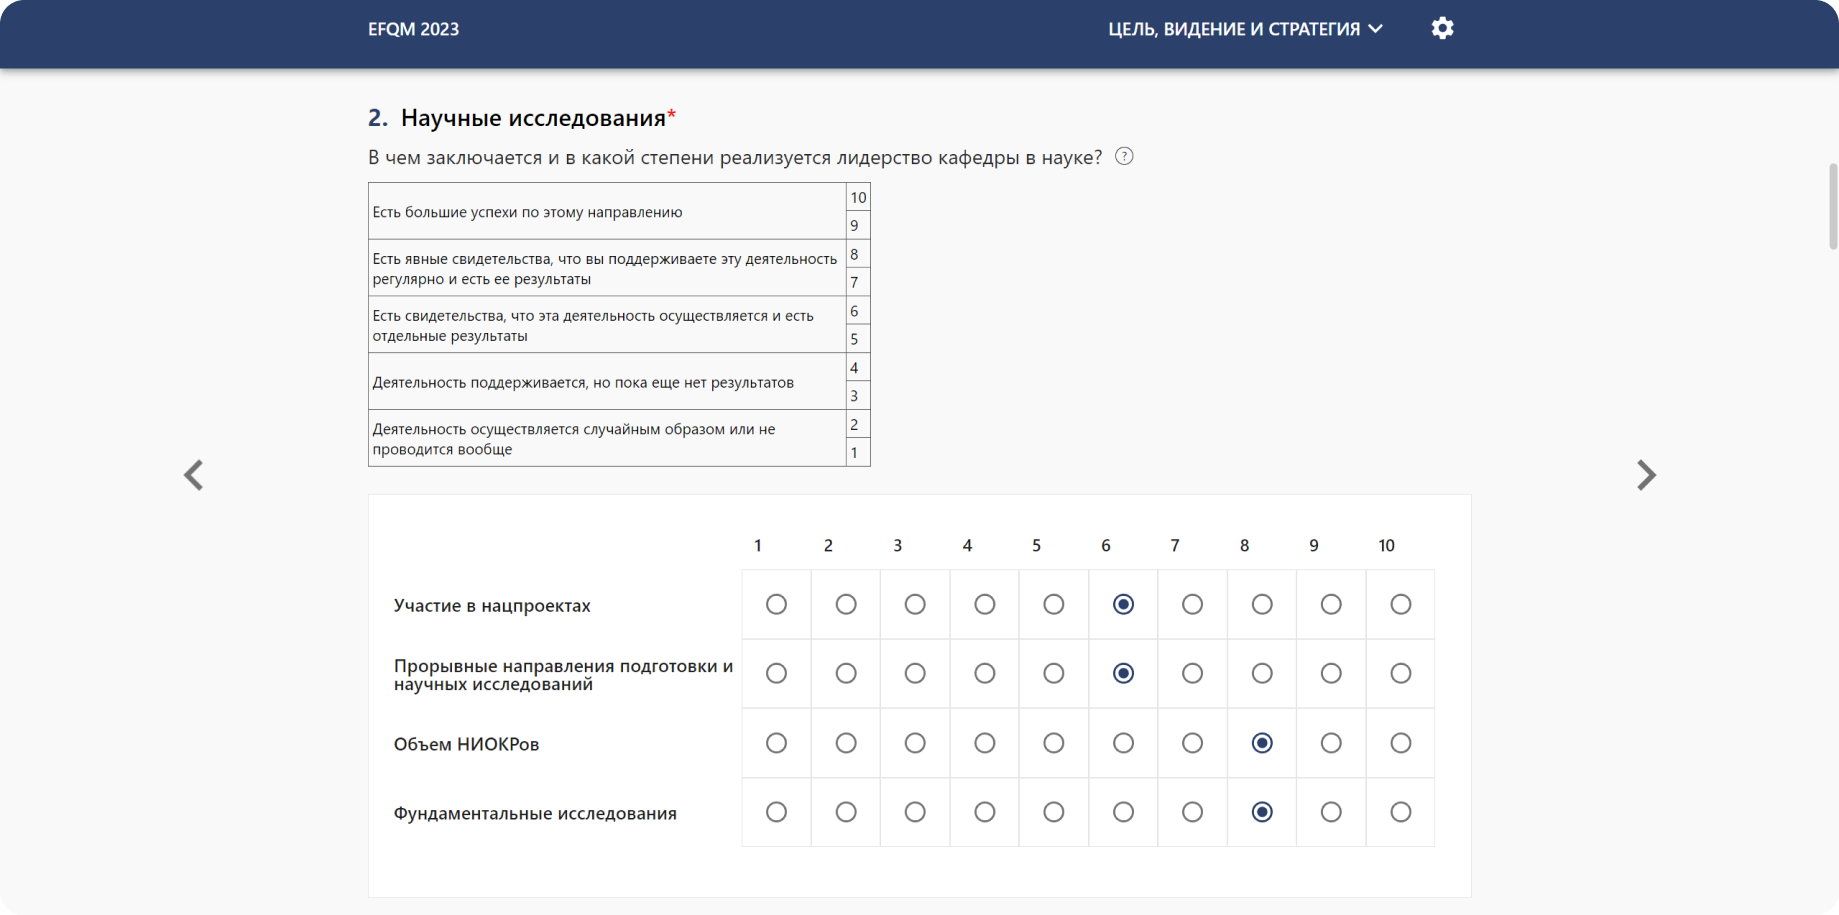 EFQM 2023
ЦЕЛЬ, ВИДЕНИЕ И СТРАТЕГИЯ
2. Научные исследования*
В чем заключается и в какой степени реализуется лидерство кафедры в науке? ?
Есть большие успехи по этому направлению
10
9
Есть явные свидетельства, что вы поддерживаете эту деятельность
регулярно и есть ее результаты
8
7
Есть свидетельства, что эта деятельность осуществляется и есть
отдельные результаты
6
5
Деятельность поддерживается, но пока еще нет результатов
4
3
Деятельность осуществляется случайным образом или не
проводится вообще
2
1
1 2 3 4 5 6 7 8 9 10
Участие в нацпроектах
Прорывные направления подготовки и
научных исследований
Объем НИОКРов
Фундаментальные исследования